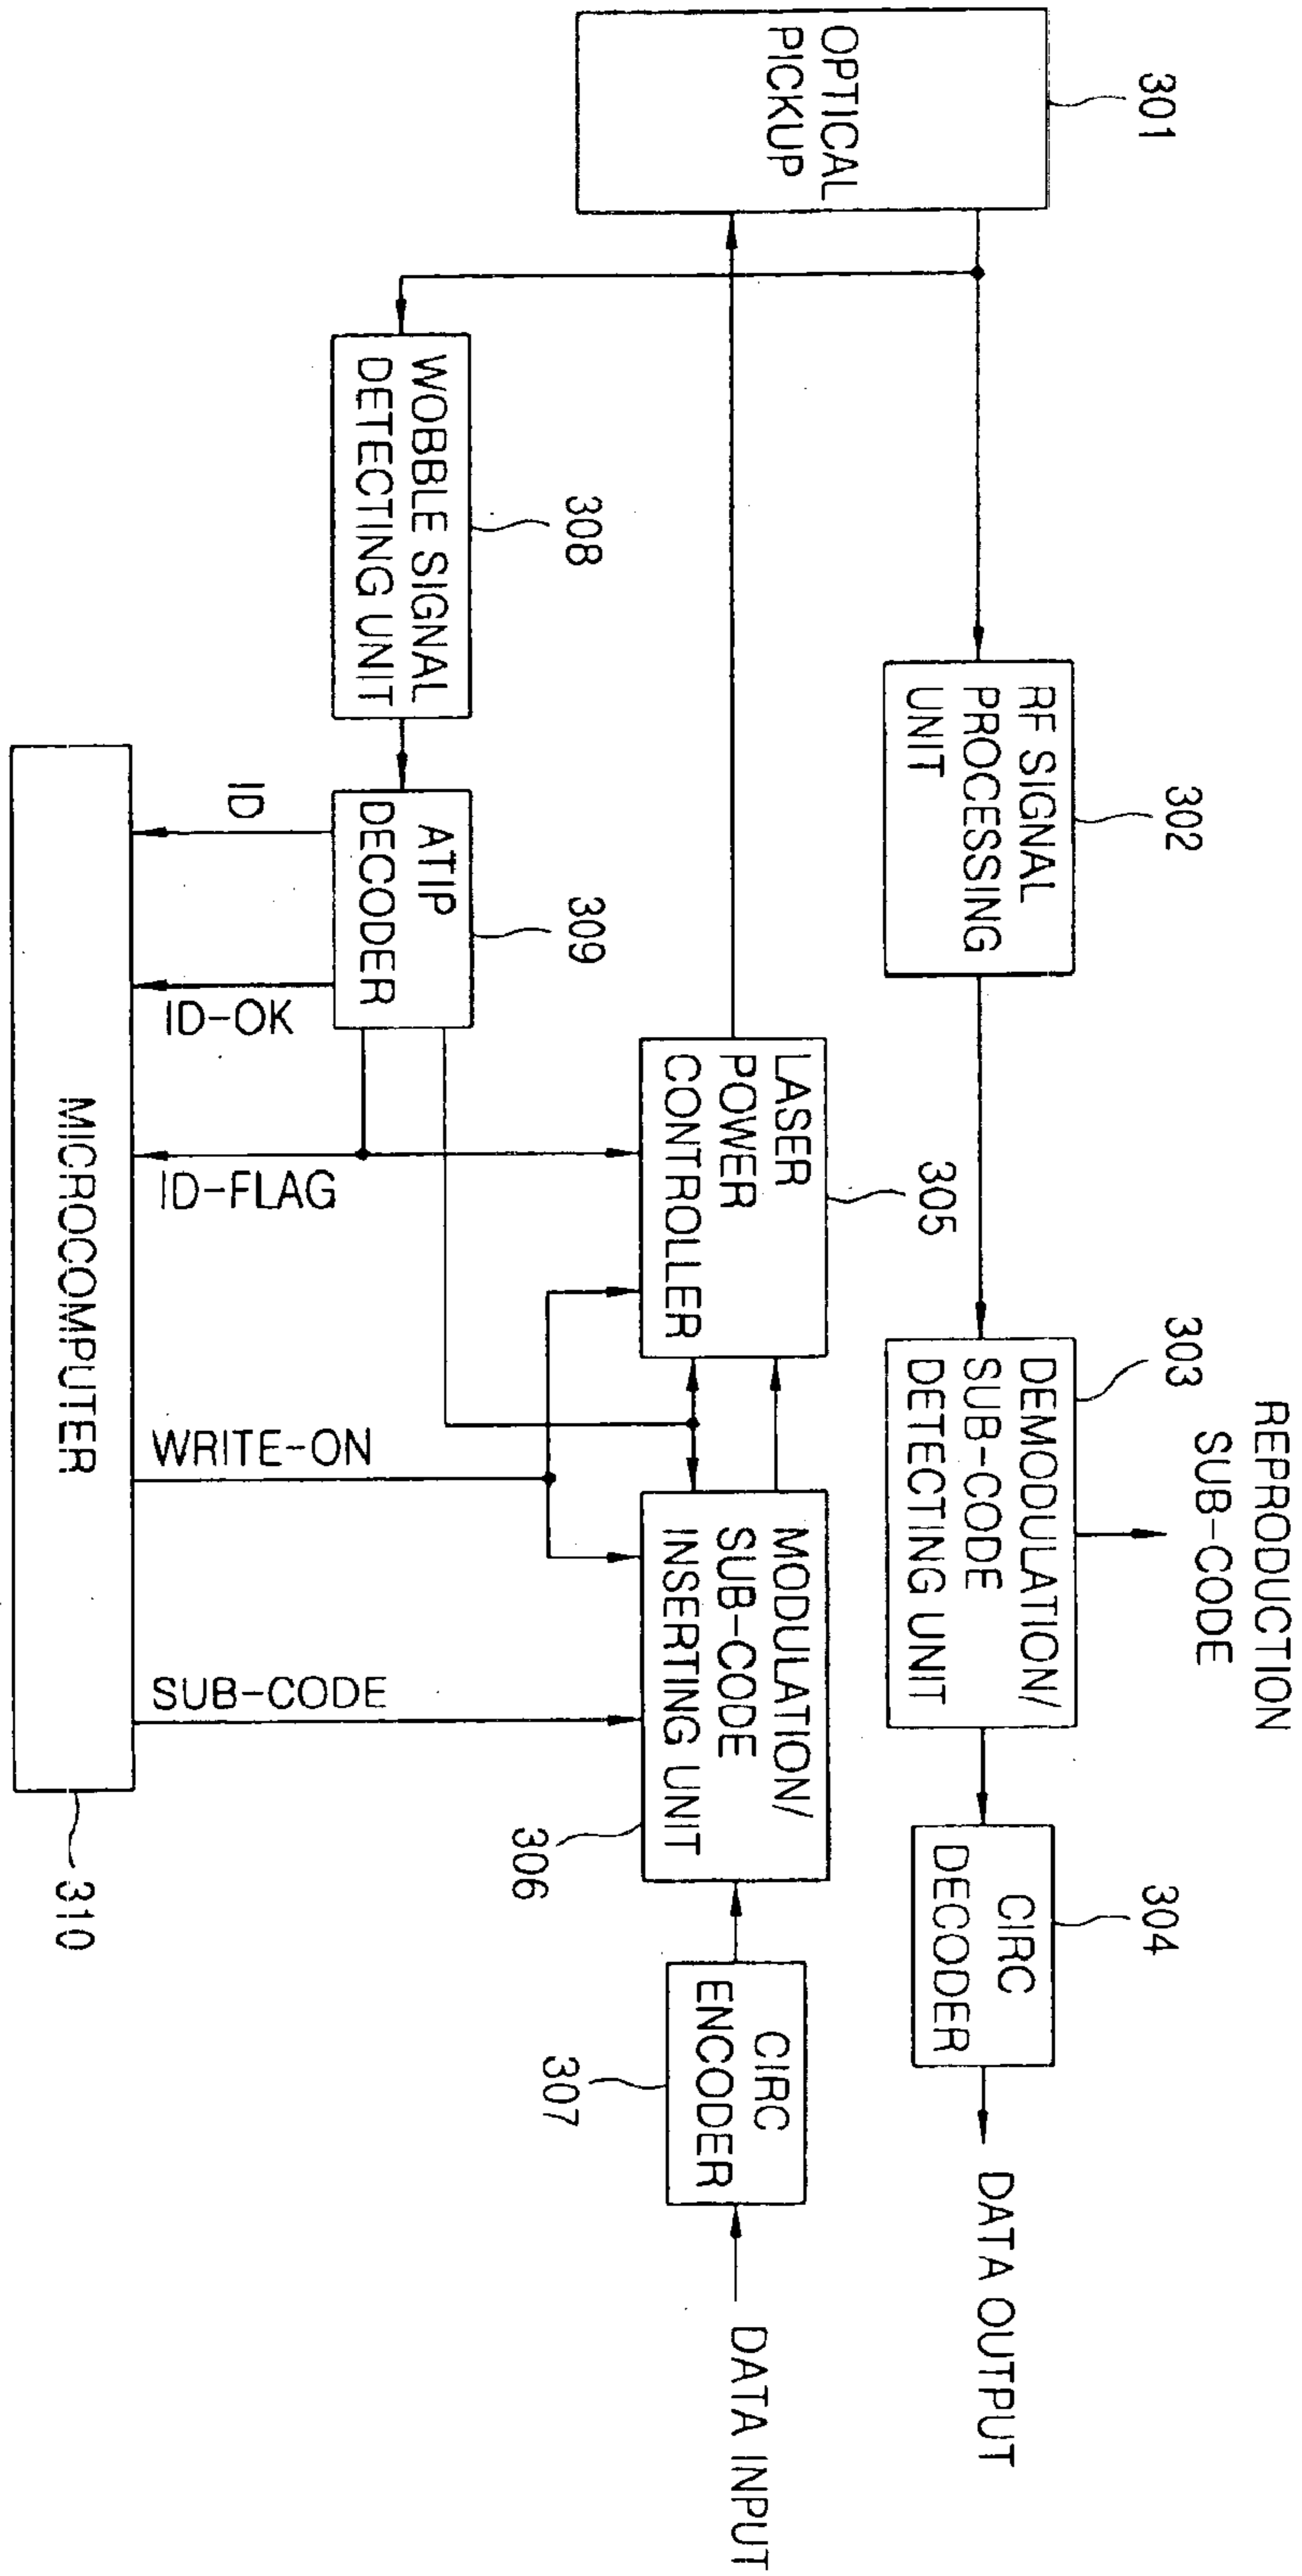 REPRODUCTION
SUB-CODE
301
302
303
304
OPTICAL
PICKUP
RF SIGNAL
PROCESSING
UNIT
DEMODULATION/
SUB-CODE
DETECTING UNIT
CIRC
DECODER
DATA OUTPUT
305
LASER
POWER
CONTROLLER
MODULATION/
SUB-CODE
INSERTING UNIT
306
CIRC
ENCODER
307
DATA INPUT
308
WOBBLE SIGNAL
DETECTING UNIT
309
ATIP
DECODER
ID
ID-OK
ID-FLAG
WRITE-ON
SUB-CODE
MICROCOMPUTER
310